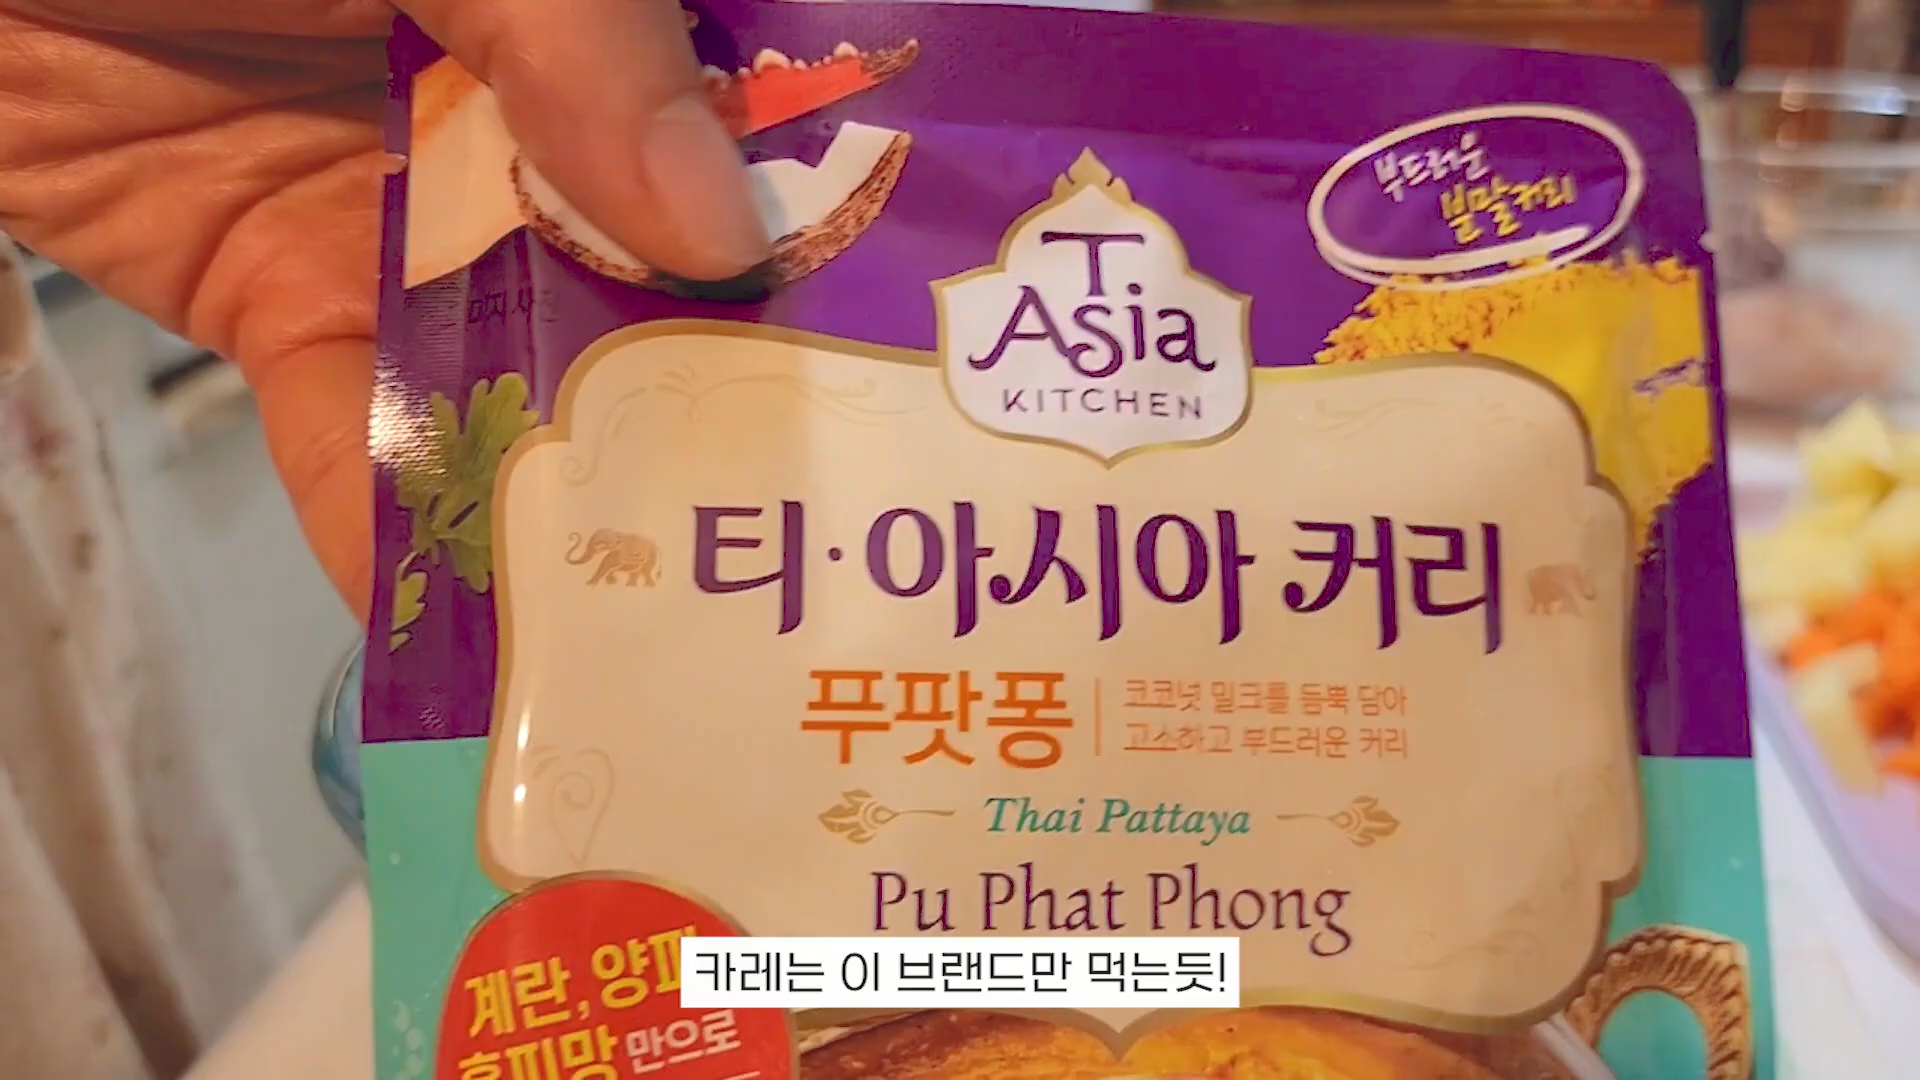 부드러운
분말커리
T
Asia
KITCHEN
티·아시아 커리
푸팟퐁
코코넛 밀크를 듬뿍 담아
고소하고 부드러운 커리
Thai Pattaya
Pu Phat Phong
계란, 양파
후, 피망 만으로
카레는 이 브랜드만 먹는듯!